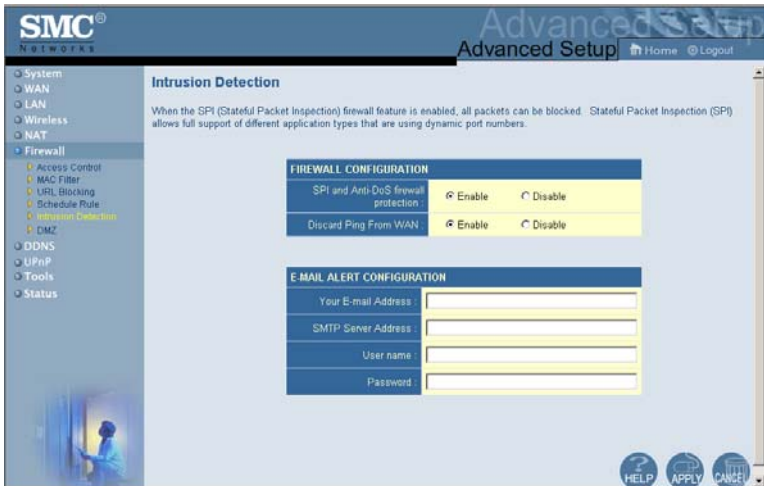 SMC®
Networks
Advanced Setup
Advanced Setup
Home
Logout
System
WAN
LAN
Wireless
NAT
Firewall
Access Control
MAC Filter
URL Blocking
Schedule Rule
Intrusion Detection
DMZ
DDNS
UPnP
Tools
Status
Intrusion Detection
When the SPI (Stateful Packet Inspection) firewall feature is enabled, all packets can be blocked. Stateful Packet Inspection (SPI)
allows full support of different application types that are using dynamic port numbers.
FIREWALL CONFIGURATION
SPI and Anti-DoS firewall
protection : Enable Disable
Discard Ping From WAN : Enable Disable
E-MAIL ALERT CONFIGURATION
Your E-mail Address :
SMTP Server Address :
User name :
Password :
HELP APPLY CANCEL